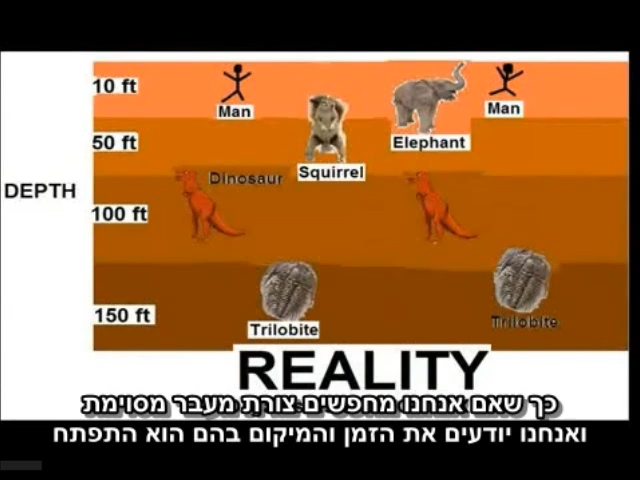 10 ft
Man
Man
50 ft
Elephant
Squirrel
DEPTH
Dinosaur
100 ft
150 ft
Trilobite
Trilobite
REALITY
כך שאם אנחנו מחפשים צורת מעבר מסוימת
ואנחנו יודעים את הזמן והמיקום בהם הוא התפתח